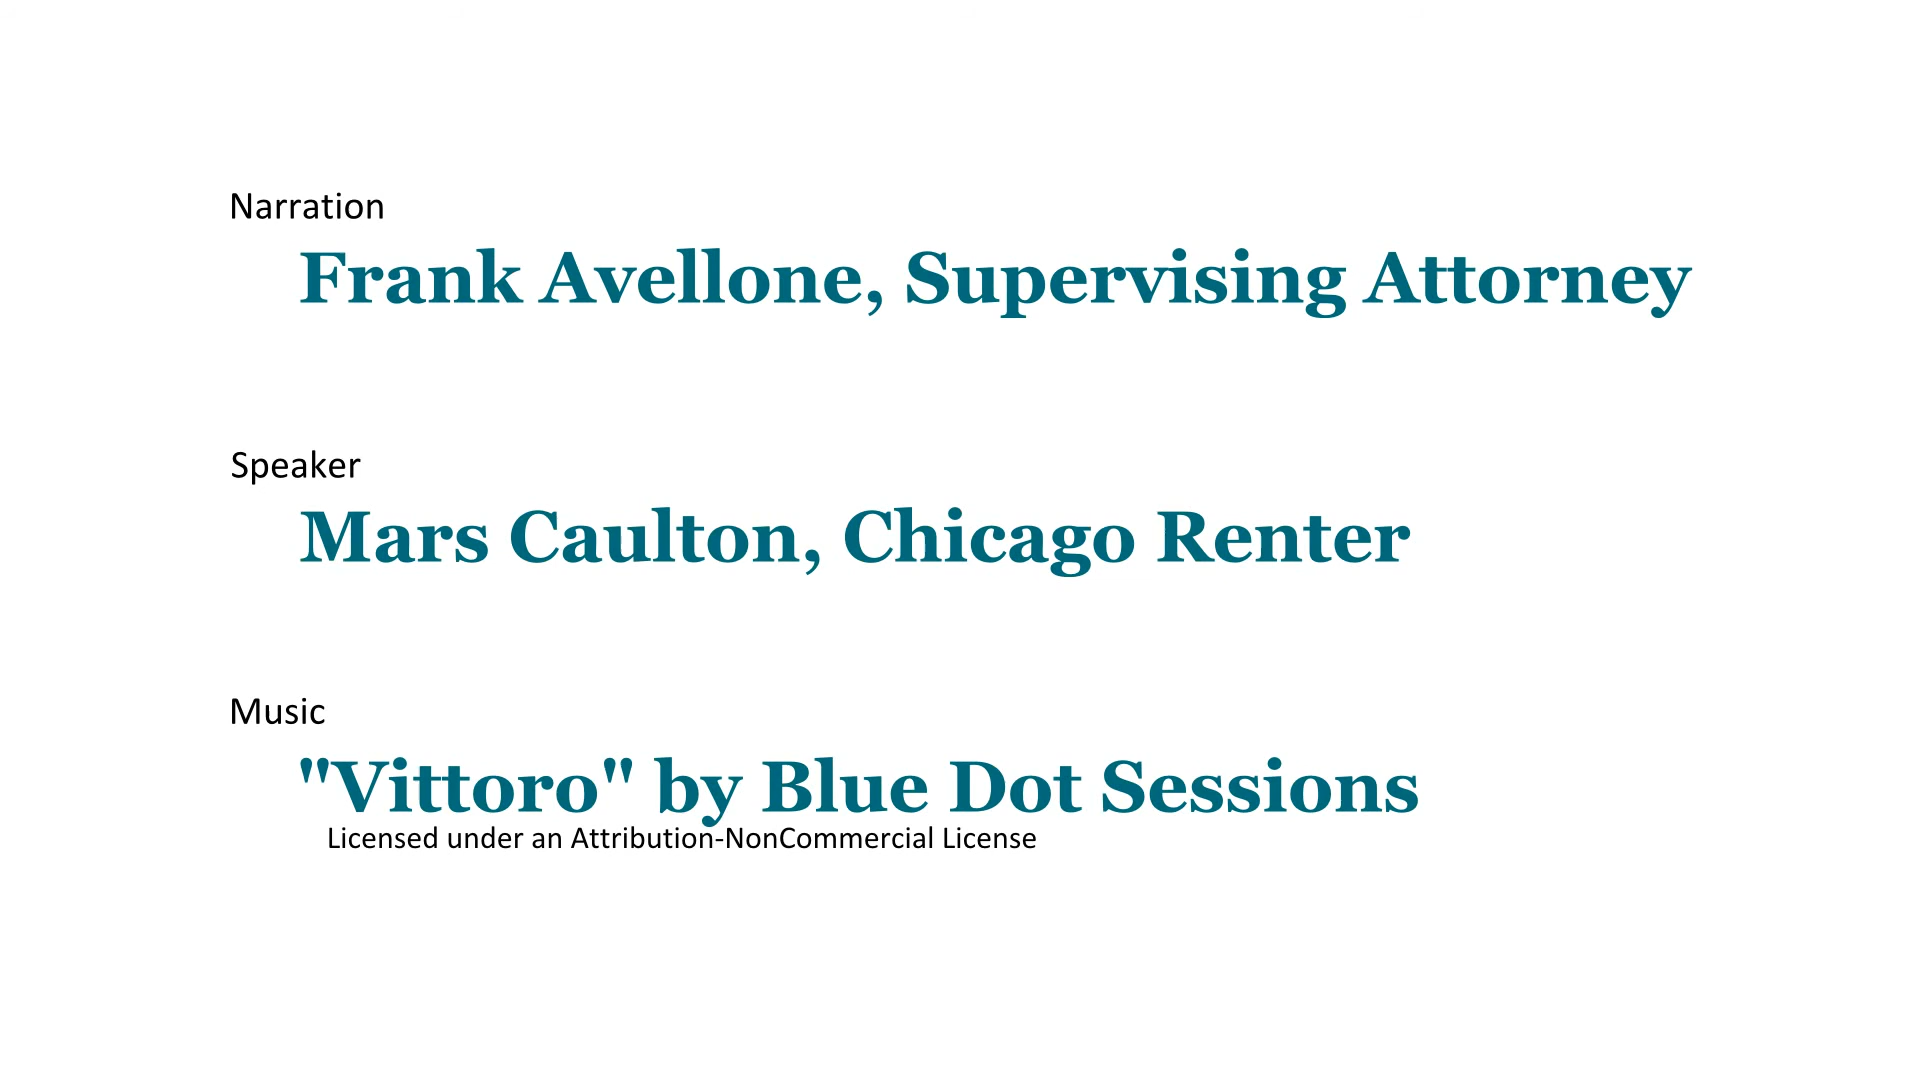 Narration
Frank Avellone, Supervising Attorney
Speaker
Mars Caulton, Chicago Renter
Music
"Vittoro" by Blue Dot Sessions
Licensed under an Attribution-NonCommercial License